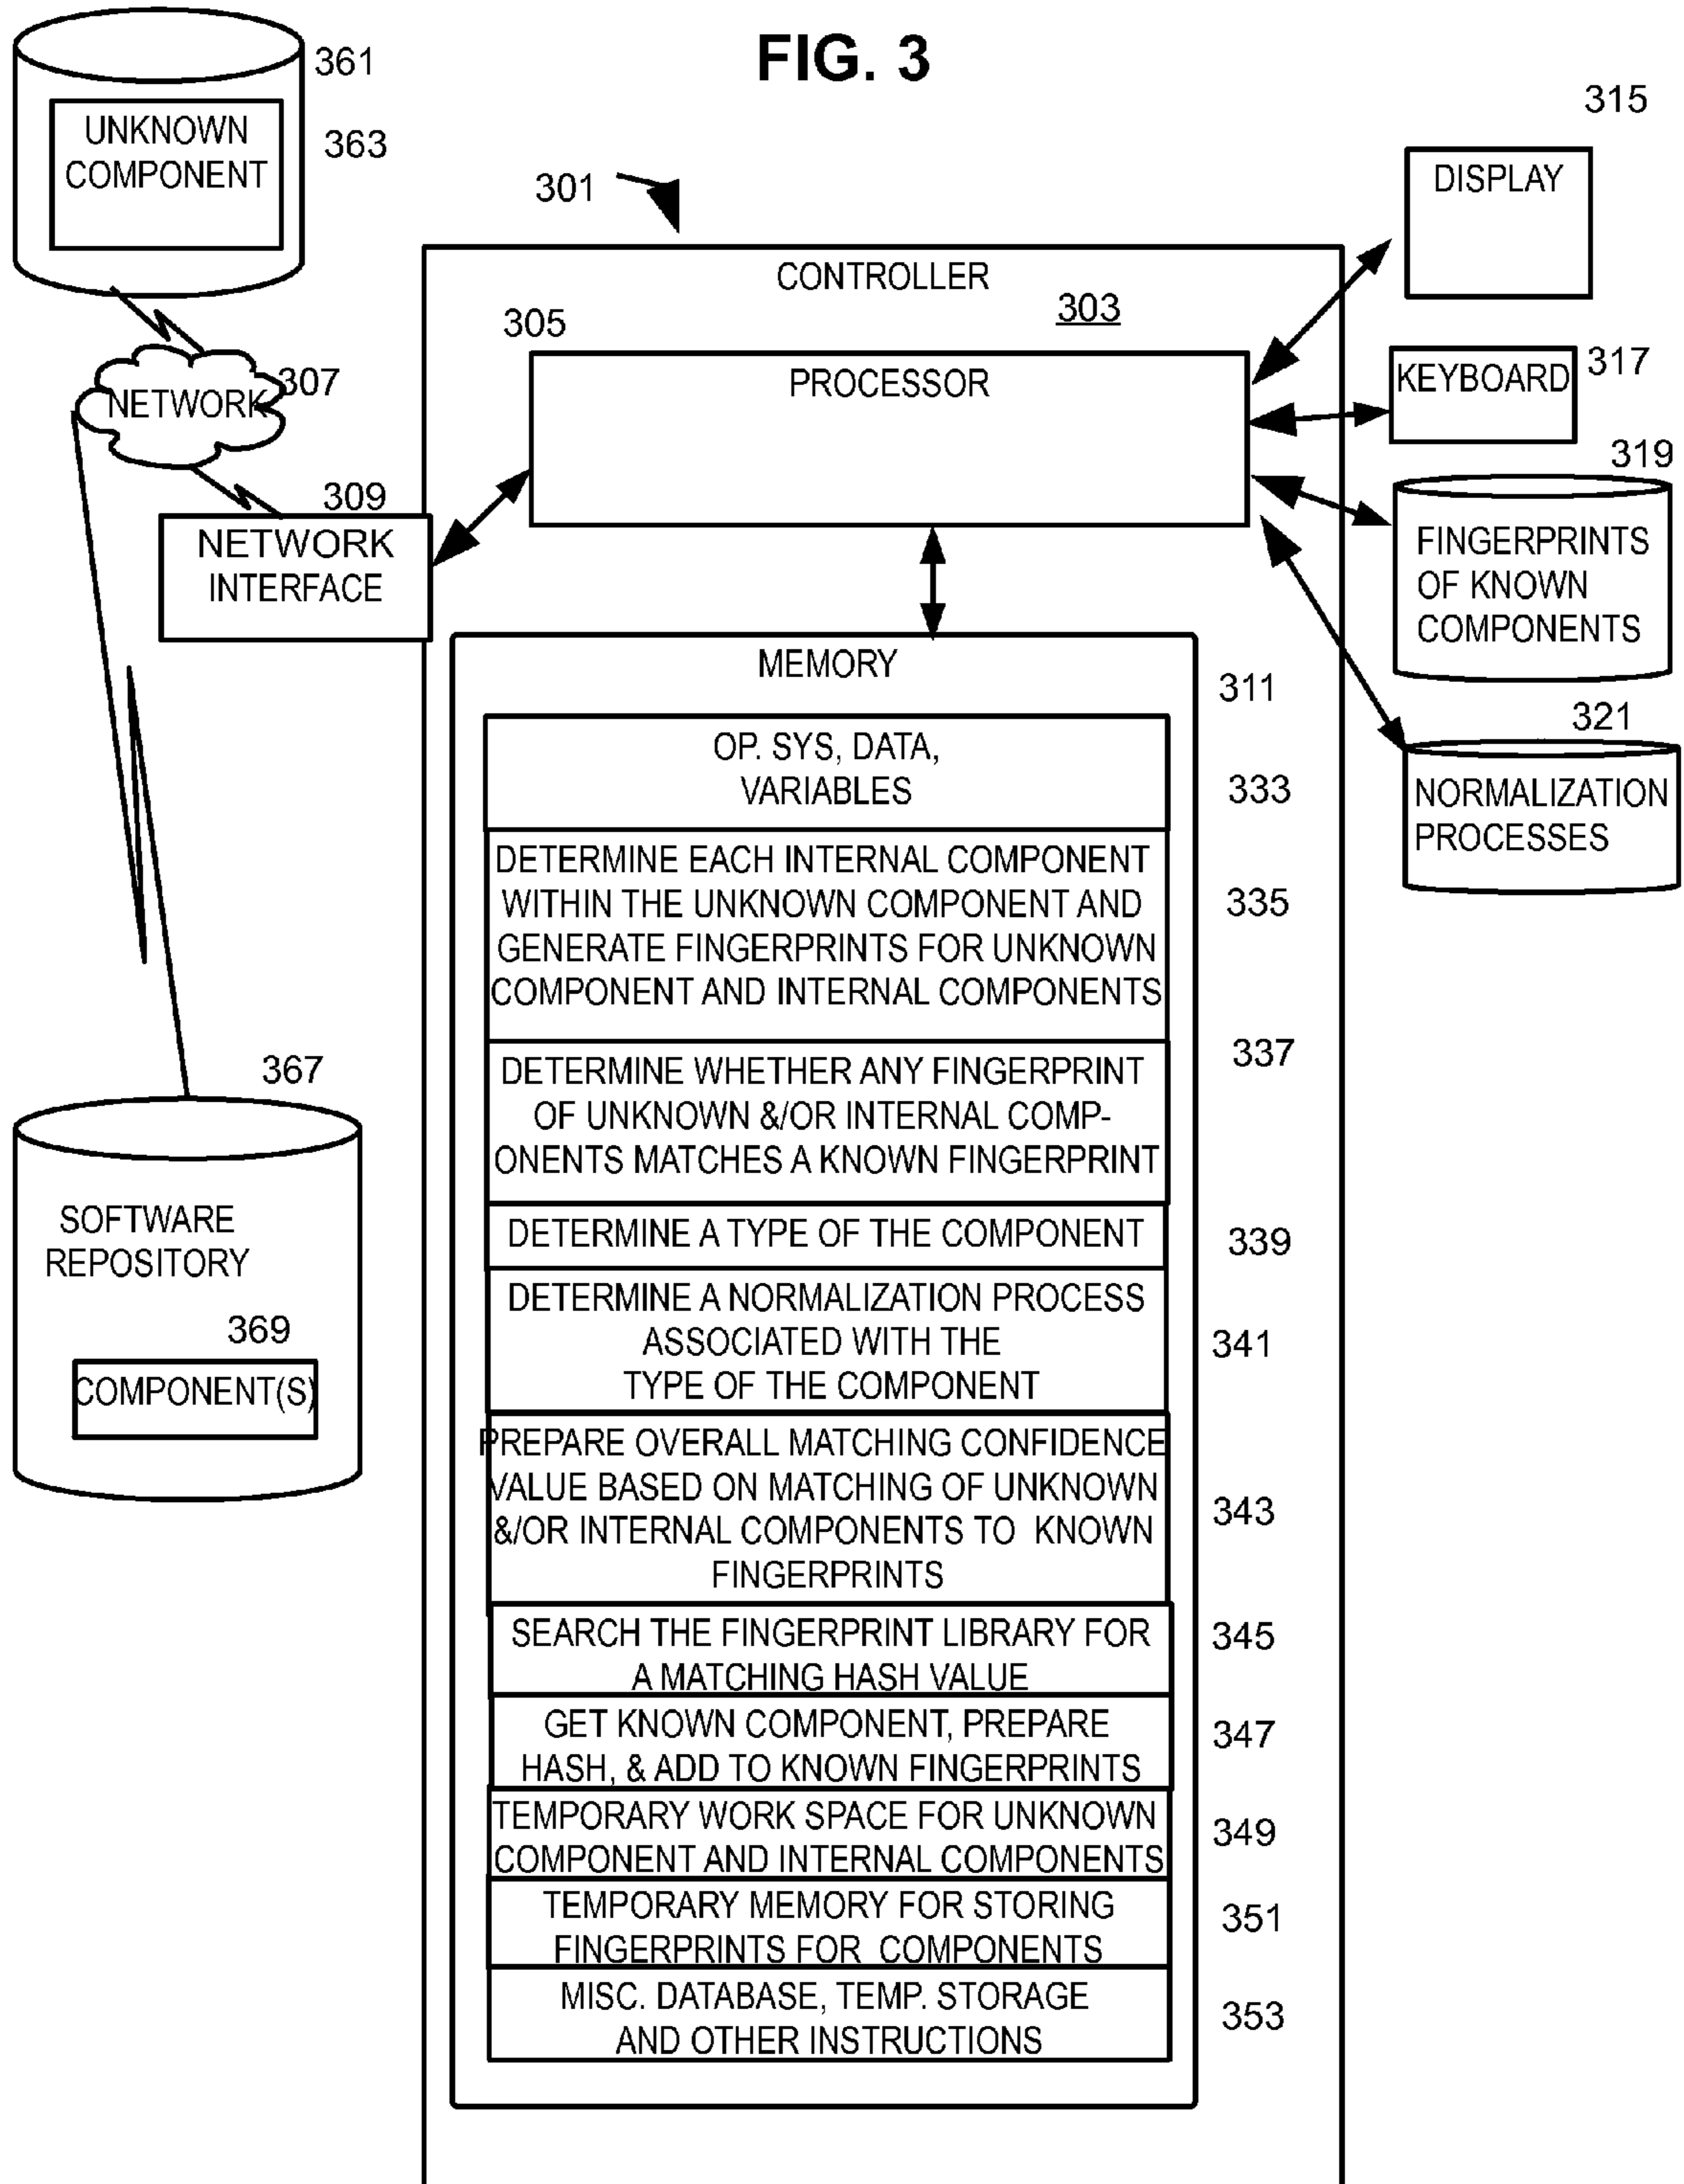 FIG. 3
361
UNKNOWN
COMPONENT
363
301
315
DISPLAY
CONTROLLER
303
305
PROCESSOR
307
NETWORK
KEYBOARD
317
309
NETWORK
INTERFACE
319
FINGERPRINTS
OF KNOWN
COMPONENTS
321
NORMALIZATION
PROCESSES
MEMORY
311
OP. SYS, DATA,
VARIABLES
333
DETERMINE EACH INTERNAL COMPONENT
WITHIN THE UNKNOWN COMPONENT AND
GENERATE FINGERPRINTS FOR UNKNOWN
COMPONENT AND INTERNAL COMPONENTS
335
DETERMINE WHETHER ANY FINGERPRINT
OF UNKNOWN &/OR INTERNAL COMP-
ONENTS MATCHES A KNOWN FINGERPRINT
337
DETERMINE A TYPE OF THE COMPONENT
339
DETERMINE A NORMALIZATION PROCESS
ASSOCIATED WITH THE
TYPE OF THE COMPONENT
341
PREPARE OVERALL MATCHING CONFIDENCE
VALUE BASED ON MATCHING OF UNKNOWN
&/OR INTERNAL COMPONENTS TO KNOWN
FINGERPRINTS
343
SEARCH THE FINGERPRINT LIBRARY FOR
A MATCHING HASH VALUE
345
GET KNOWN COMPONENT, PREPARE
HASH, & ADD TO KNOWN FINGERPRINTS
347
TEMPORARY WORK SPACE FOR UNKNOWN
COMPONENT AND INTERNAL COMPONENTS
349
TEMPORARY MEMORY FOR STORING
FINGERPRINTS FOR COMPONENTS
351
MISC. DATABASE, TEMP. STORAGE
AND OTHER INSTRUCTIONS
353
367
SOFTWARE
REPOSITORY
369
COMPONENT(S)